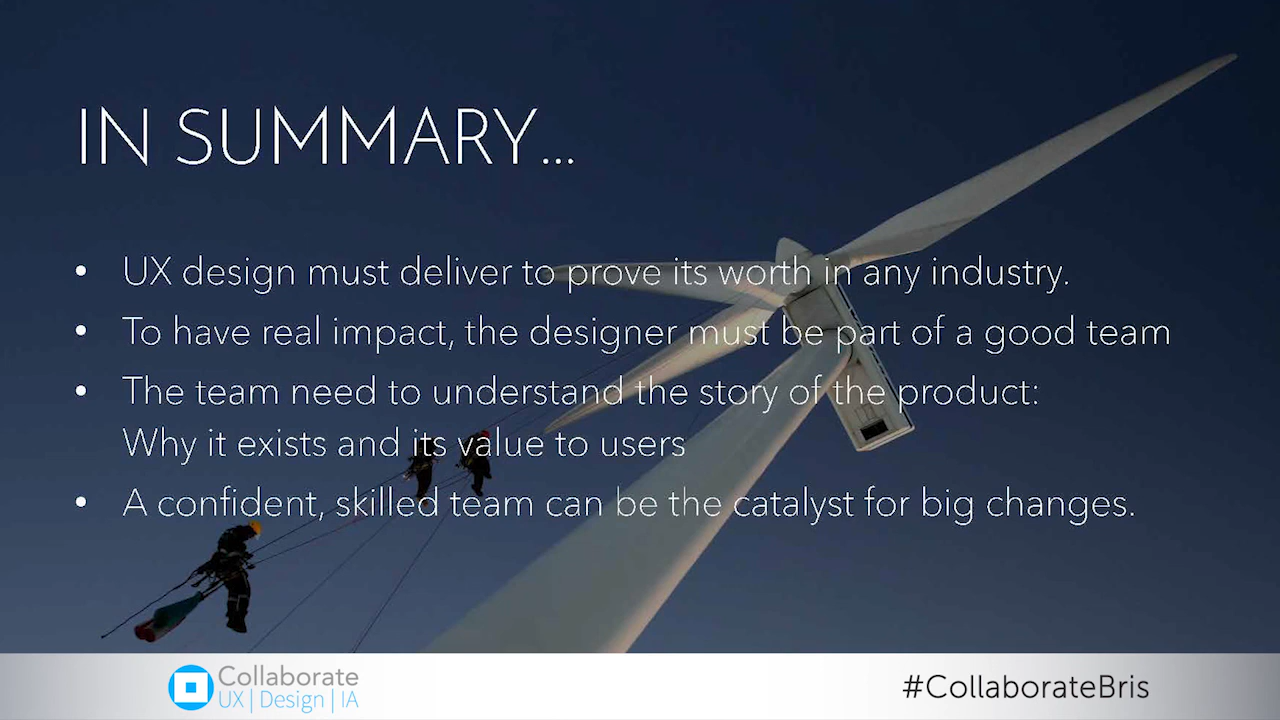 IN SUMMARY...
• UX design must deliver to prove its worth in any industry.
• To have real impact, the designer must be part of a good team
• The team need to understand the story of the product:
Why it exists and its value to users
• A confident, skilled team can be the catalyst for big changes.
Collaborate
UX | Design | IA
#CollaborateBris